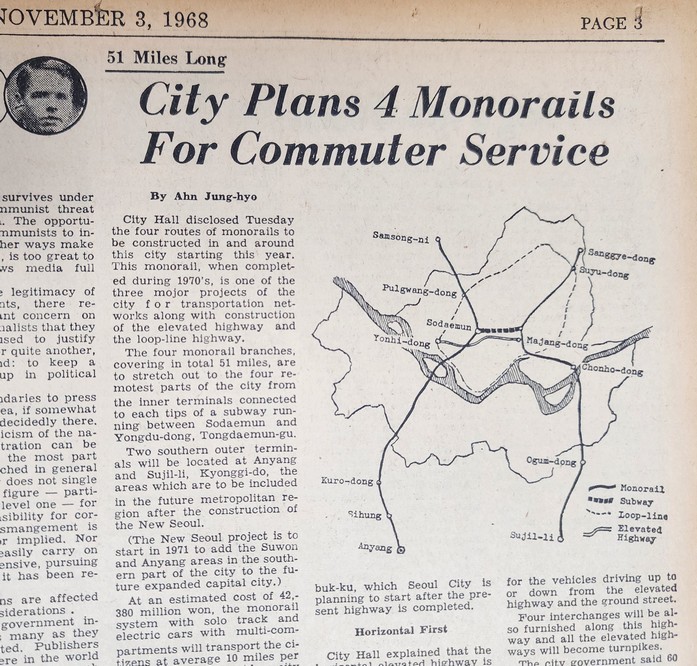 NOVEMBER 3, 1968
PAGE 3
survives under
mmunist threat
. The opportu-
mmunists to in-
her ways make
, is too great to
ws media full
e legitimacy of
nts, there re-
ant concern on
nalists that they
used to justify
r quite another,
nd: to keep a
up in political
ndaries to press
ea, if somewhat
decidedly there.
icism of the na-
tration can be
the most part
ched in general
does not single
figure — parti-
level one — for
sibility for cor-
smangement is
or implied. Nor
easily carry on
ensive, pursuing
it has been re-
ns are affected
siderations .
government in-
many as they
ted. Publishers
ere in the world
51 Miles Long
City Plans 4 Monorails
For Commuter Service
By Ahn Jung-hyo
City Hall disclosed Tuesday
the four routes of monorails to
be constructed in and around
this city starting this year.
This monorail, when complet-
ed during 1970's, is one of the
three major projects of the
city for transportation net-
works along with construction
of the elevated highway and
the loop-line highway.
The four monorail branches,
covering in total 51 miles, are
to stretch out to the four re-
motest parts of the city from
the inner terminals connected
to each tips of a subway run-
ning between Sodaemun and
Yongdu-dong, Tongdaemun-gu.
Two southern outer termin-
als will be located at Anyang
and Sujil-li, Kyonggi-do, the
areas which are to be included
in the future metropolitan re-
gion after the construction of
the New Seoul.
(The New Seoul project is to
start in 1971 to add the Suwon
and Anyang areas in the south-
ern part of the city to the fu-
ture expanded capital city.)
At an estimated cost of 42,-
380 million won, the monorail
system with solo track and
electric cars with multi-com-
partments will transport the ci-
tizens at average 10 miles per
Samsong-ni
Sanggye-dong
Suyu-dong
Pulgwang-dong
Sodaemun
Yonhi-dong
Majang-dong
Chonho-dong
Ogum-dong
Kuro-dong
Sihung
Anyang
Sujil-li
Monorail
Subway
Loop-line
Elevated
Highway
buk-ku, which Seoul City is
planning to start after the pre-
sent highway is completed.
Horizontal First
City Hall explained that the
horizontal elevated highway is
for the vehicles driving up to
or down from the elevated
highway and the ground street.
Four interchanges will be al-
so furnished along this high-
way and all the elevated high-
ways will become turnpikes.
The city government said 60